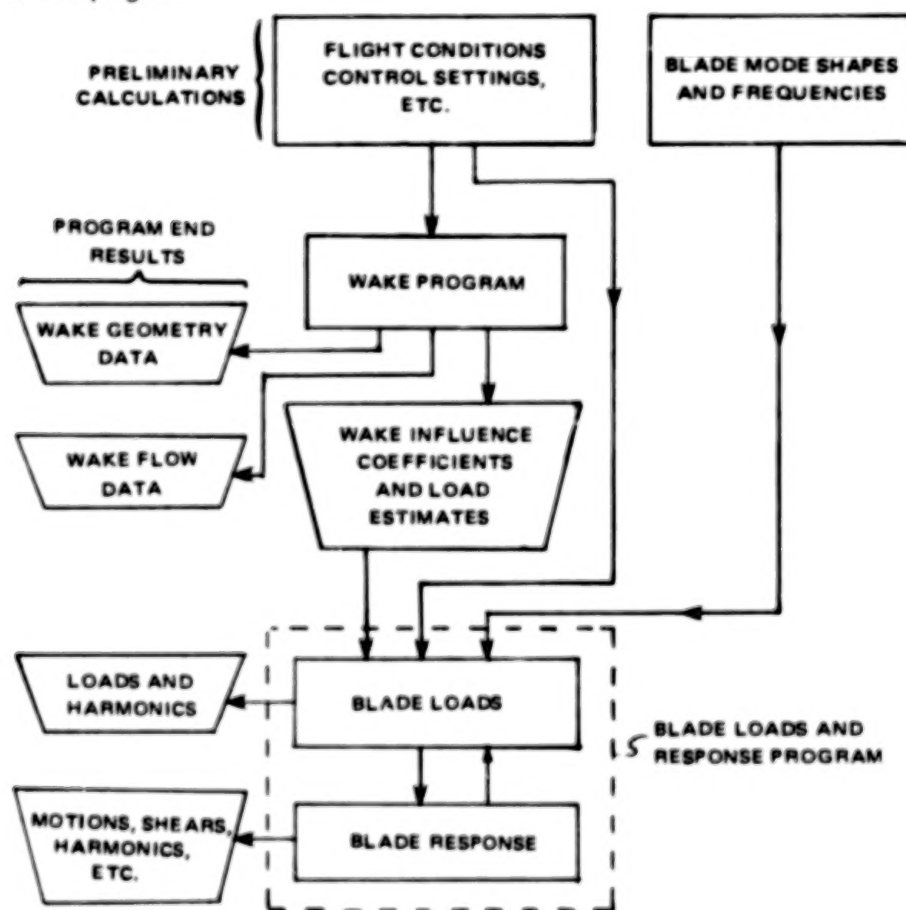 PRELIMINARY
CALCULATIONS
FLIGHT CONDITIONS
CONTROL SETTINGS,
ETC.
BLADE MODE SHAPES
AND FREQUENCIES
PROGRAM END
RESULTS
WAKE PROGRAM
WAKE GEOMETRY
DATA
WAKE FLOW
DATA
WAKE INFLUENCE
COEFFICIENTS
AND LOAD
ESTIMATES
LOADS AND
HARMONICS
BLADE LOADS
BLADE LOADS AND
RESPONSE PROGRAM
MOTIONS, SHEARS,
HARMONICS,
ETC.
BLADE RESPONSE